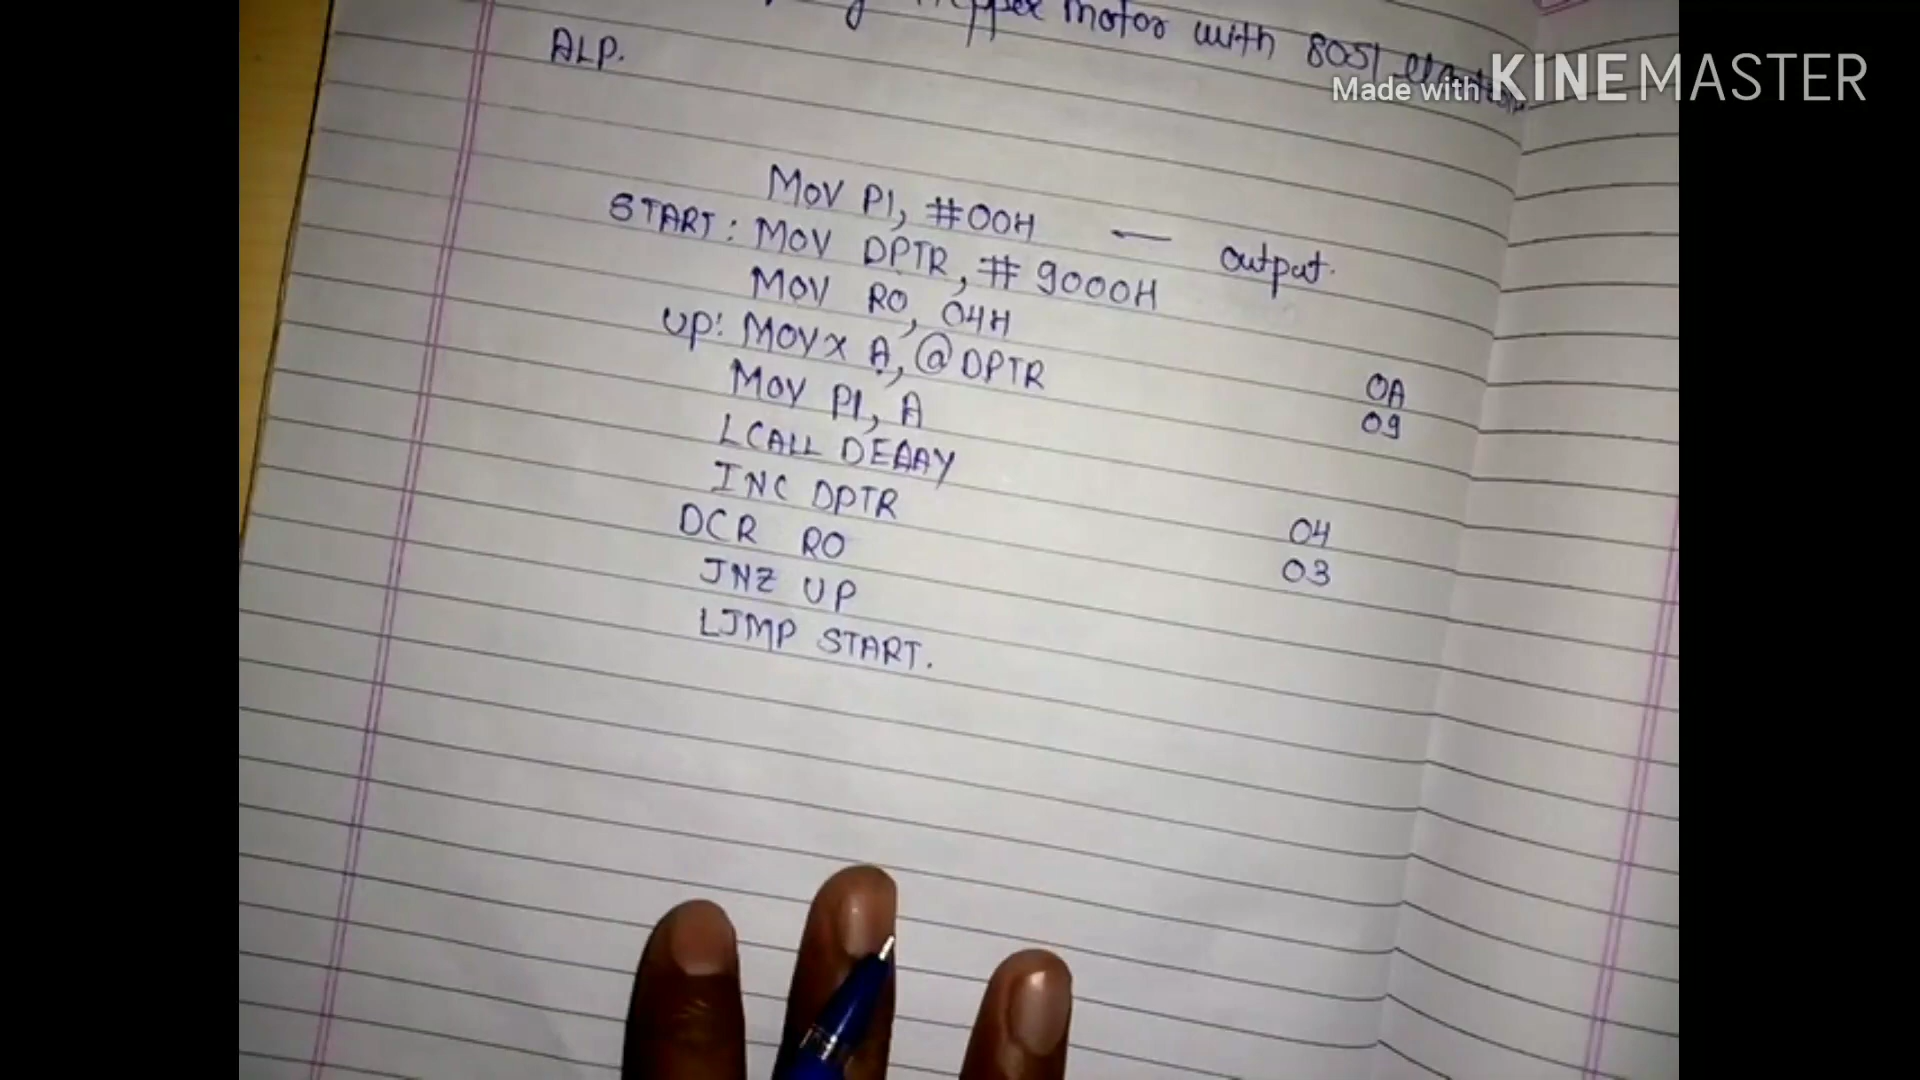 motor with 8051
Made with KINEMASTER
ALP.
MOV P1, #00H — output.
START: MOV DPTR, # 9000H
MOV R0, 04H
UP: MOVX A, @DPTR
0A
MOV P1, A
09
LCALL DELAY
INC DPTR
04
DCR R0
03
JNZ UP
LJMP START.